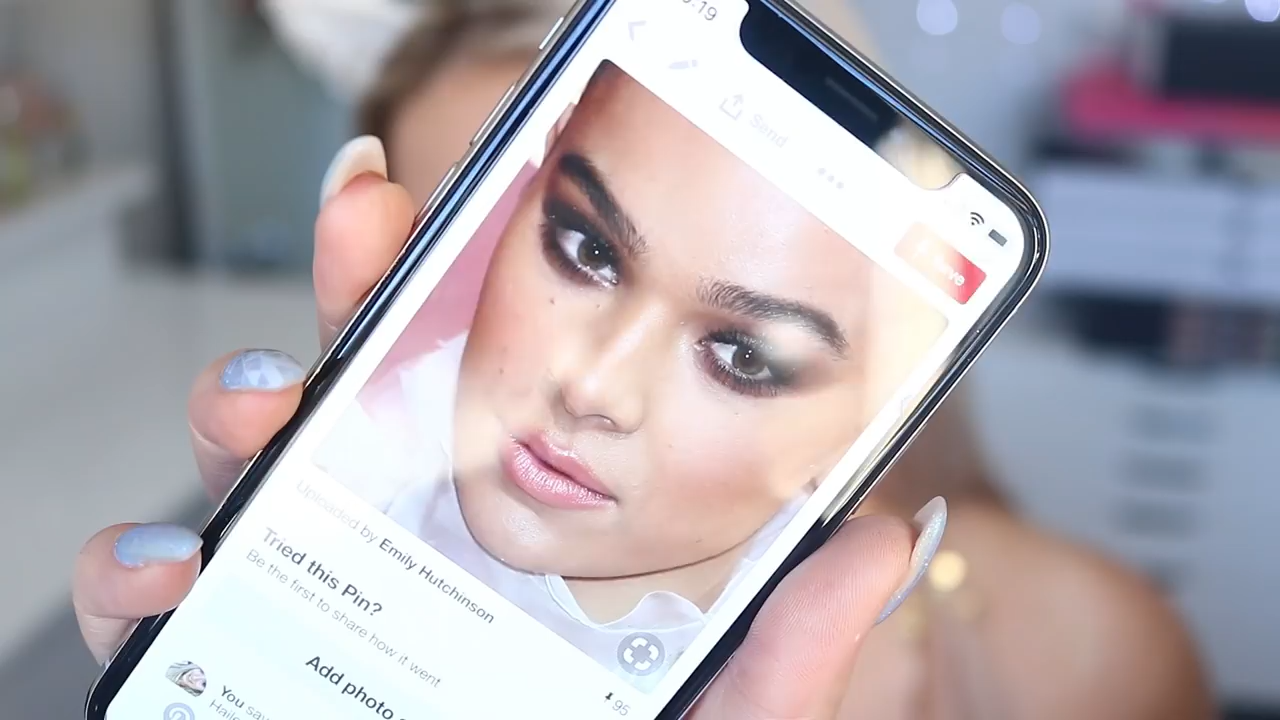 Send
Uploaded by Emily Hutchinson
Tried this Pin?
Be the first to share how it went
Add photo
95
You